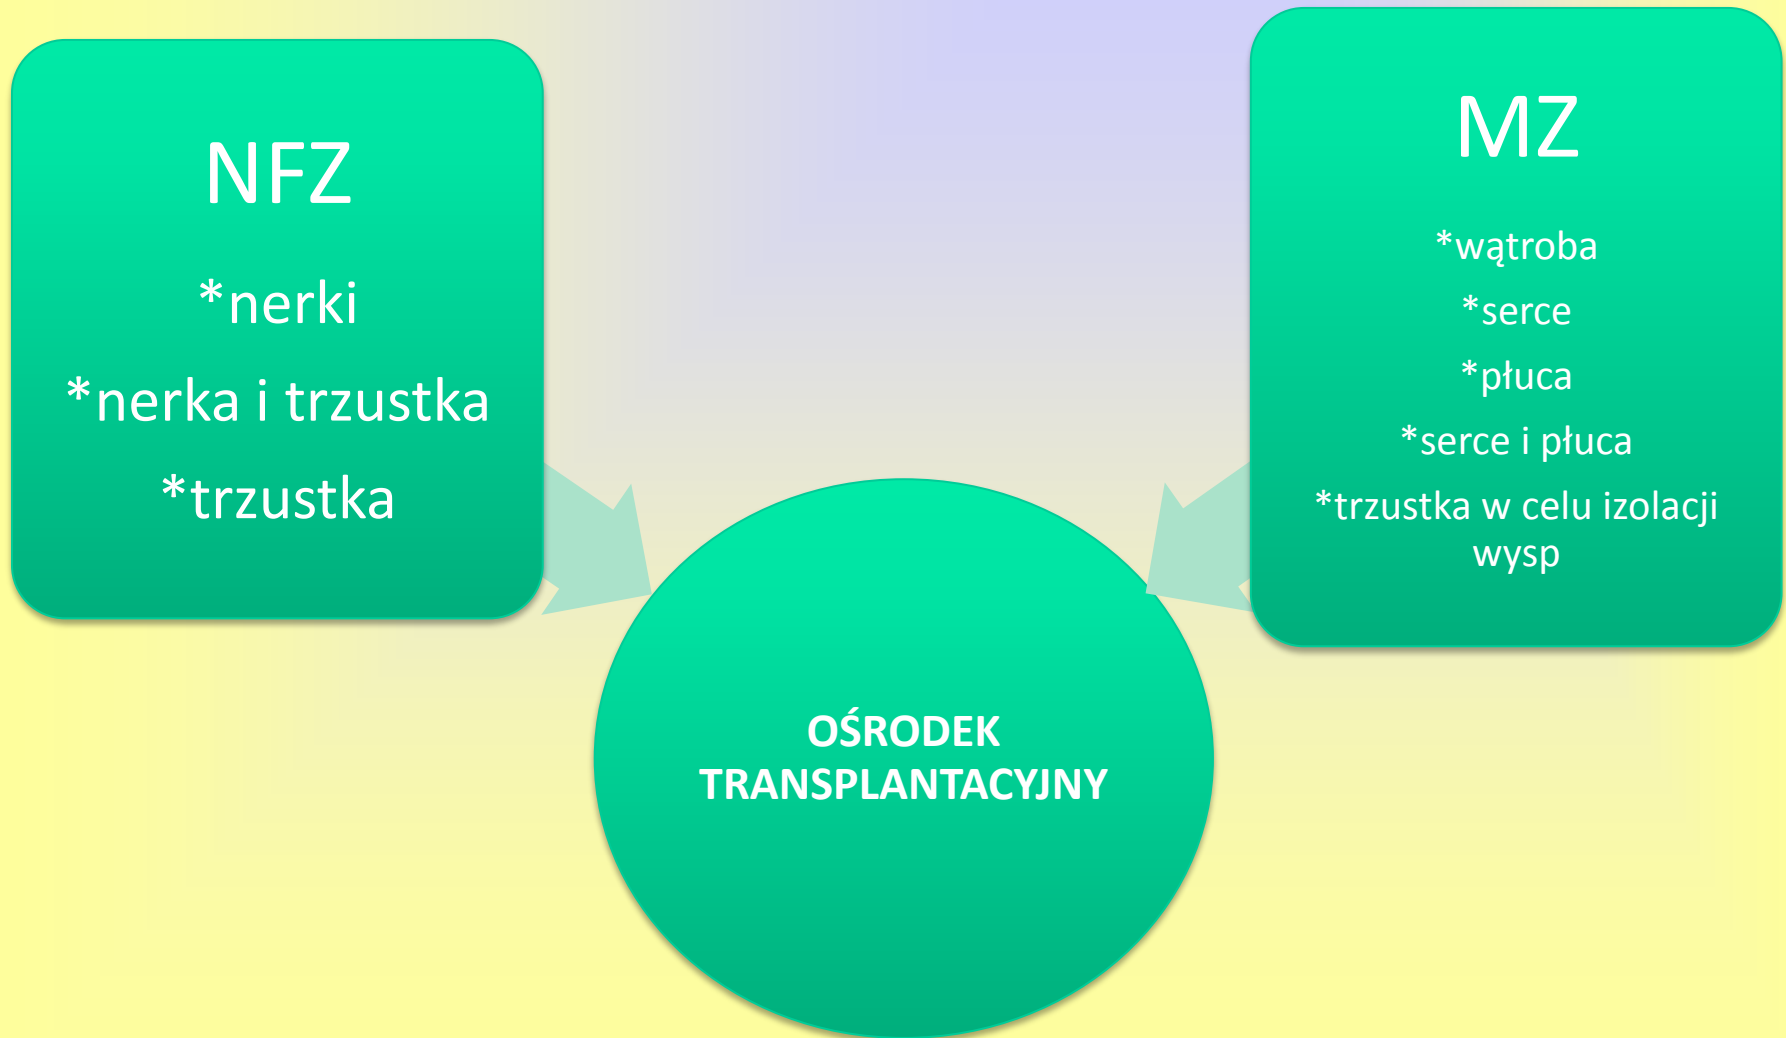 NFZ
*nerki
*nerka i trzustka
*trzustka
MZ
*wątroba
*serce
*płuca
*serce i płuca
*trzustka w celu izolacji
wysp
OŚRODEK
TRANSPLANTACYJNY